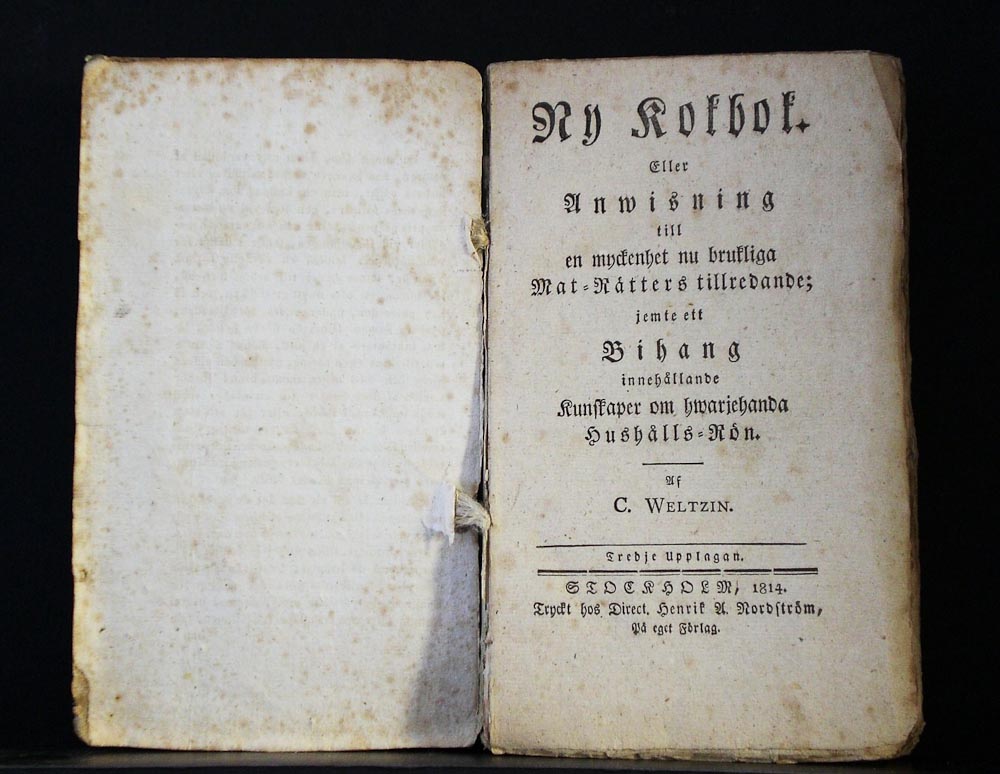 Ny Kokbok.
Eller
Anwisning
till
en myckenhet nu brukliga
Mat-Rätters tillredande;
jemte ett
Bihang
innehållande
Kunskaper om hwarjehanda
Hushålls-Rön.
Af
C. WELTZIN.
Tredje Upplagan.
STOCKHOLM, 1814.
Tryckt hos Direct. Henrik A. Nordström,
På eget Förlag.